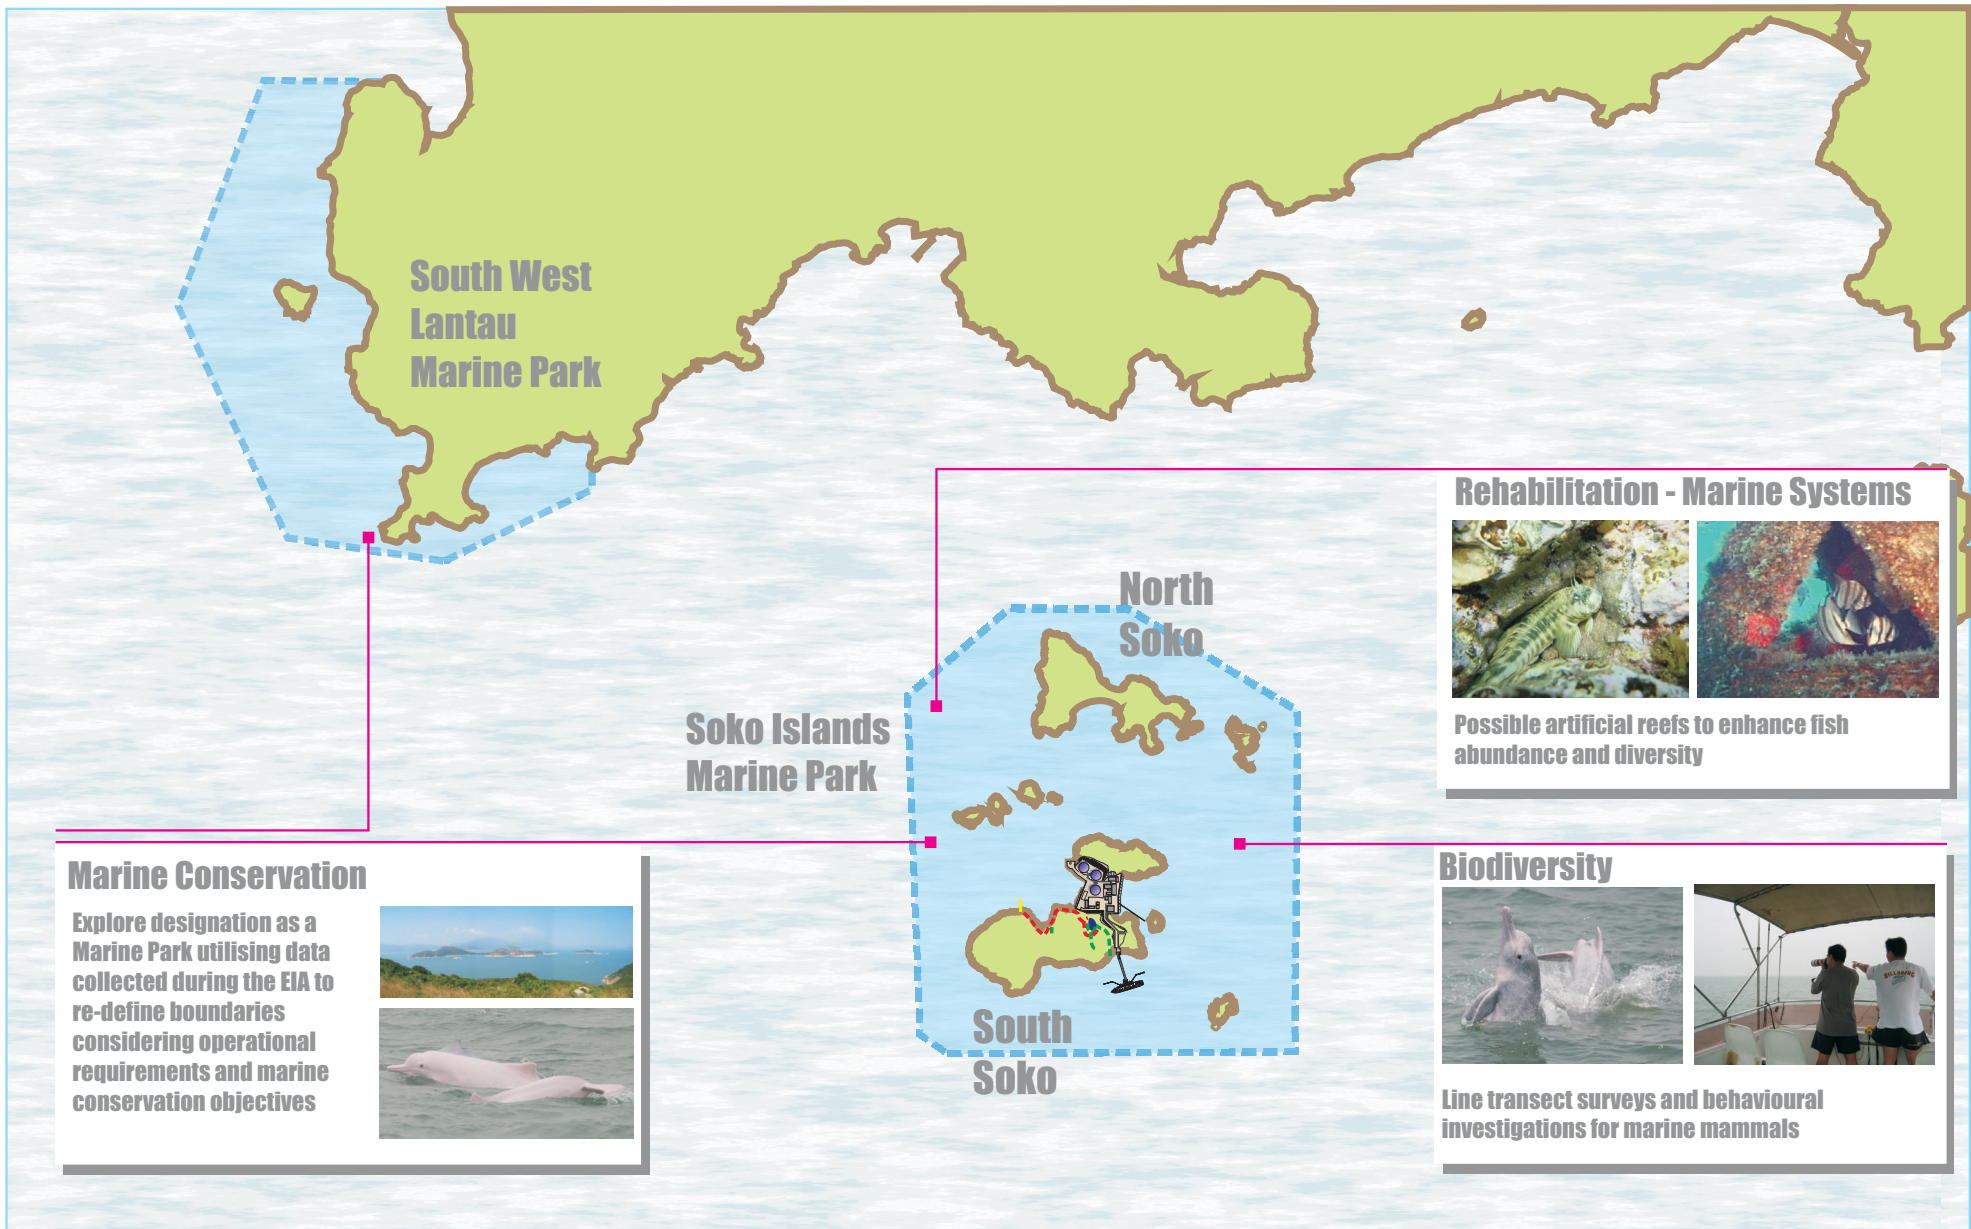 South West
Lantau
Marine Park
Rehabilitation - Marine Systems
Possible artificial reefs to enhance fish
abundance and diversity
North
Soko
Soko Islands
Marine Park
South
Soko
Marine Conservation
Explore designation as a
Marine Park utilising data
collected during the EIA to
re-define boundaries
considering operational
requirements and marine
conservation objectives
Biodiversity
BILLABONG
Line transect surveys and behavioural
investigations for marine mammals